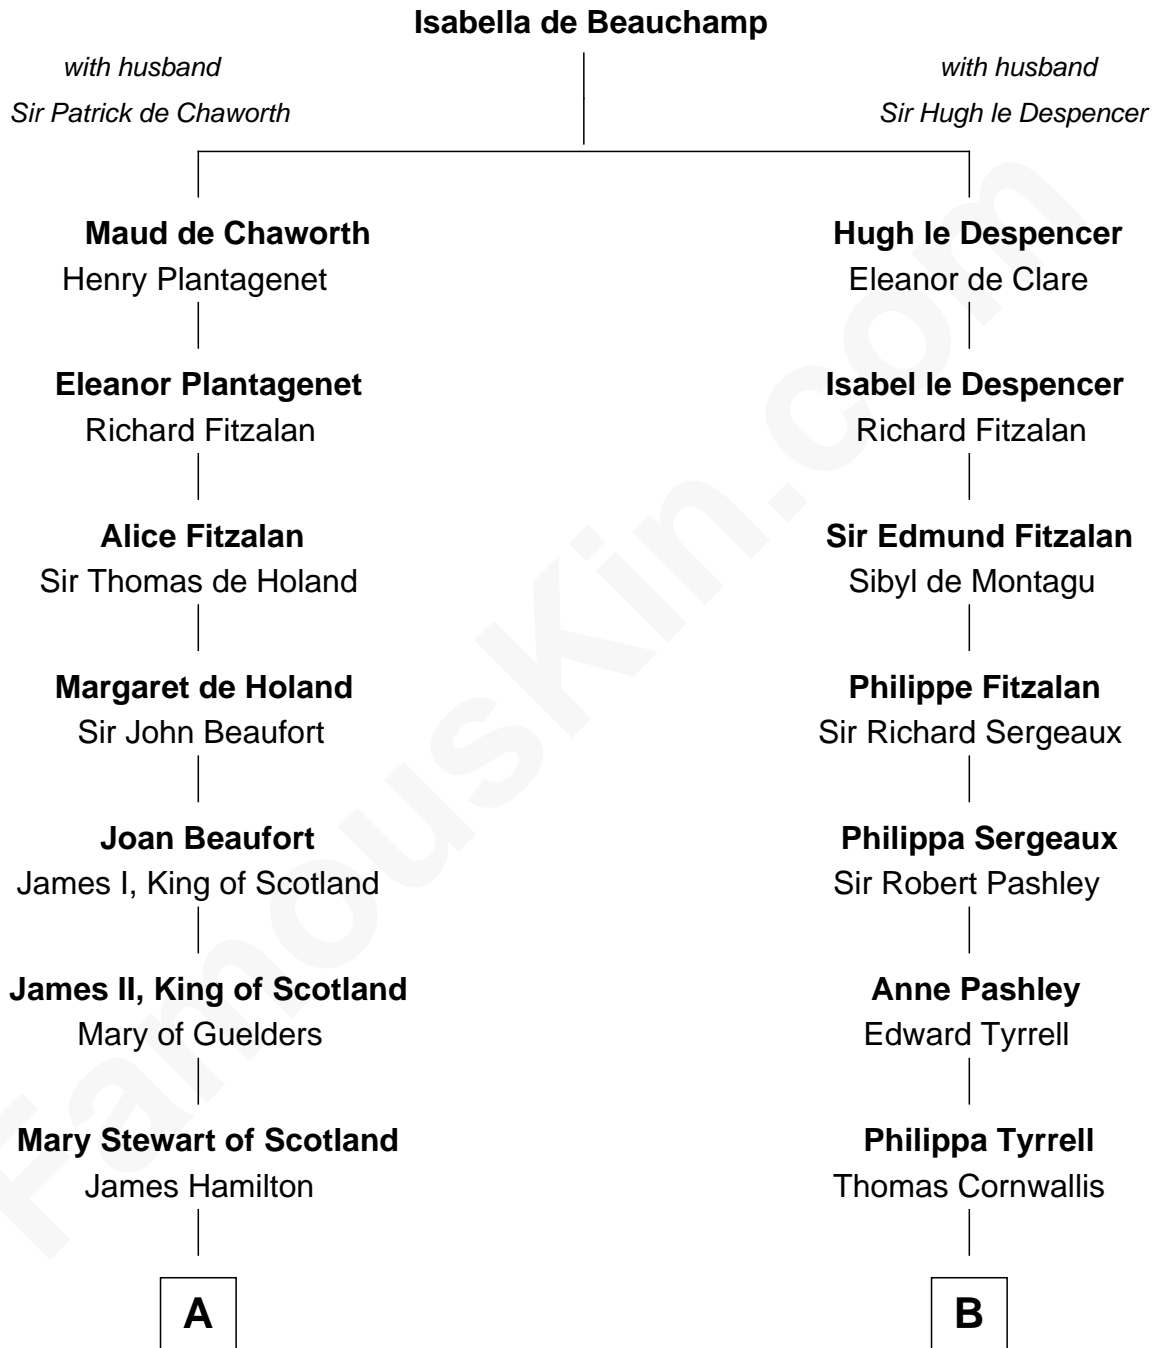 Isabella de Beauchamp
with husband
Sir Patrick de Chaworth
with husband
Sir Hugh le Despencer
Maud de Chaworth
Henry Plantagenet
Hugh le Despencer
Eleanor de Clare
Eleanor Plantagenet
Richard Fitzalan
Isabel le Despencer
Richard Fitzalan
Alice Fitzalan
Sir Thomas de Holand
Sir Edmund Fitzalan
Sibyl de Montagu
Margaret de Holand
Sir John Beaufort
Philippe Fitzalan
Sir Richard Sergeaux
Joan Beaufort
James I, King of Scotland
Philippa Sergeaux
Sir Robert Pashley
James II, King of Scotland
Mary of Guelders
Anne Pashley
Edward Tyrrell
Mary Stewart of Scotland
James Hamilton
Philippa Tyrrell
Thomas Cornwallis
A
B
FamousKin.com